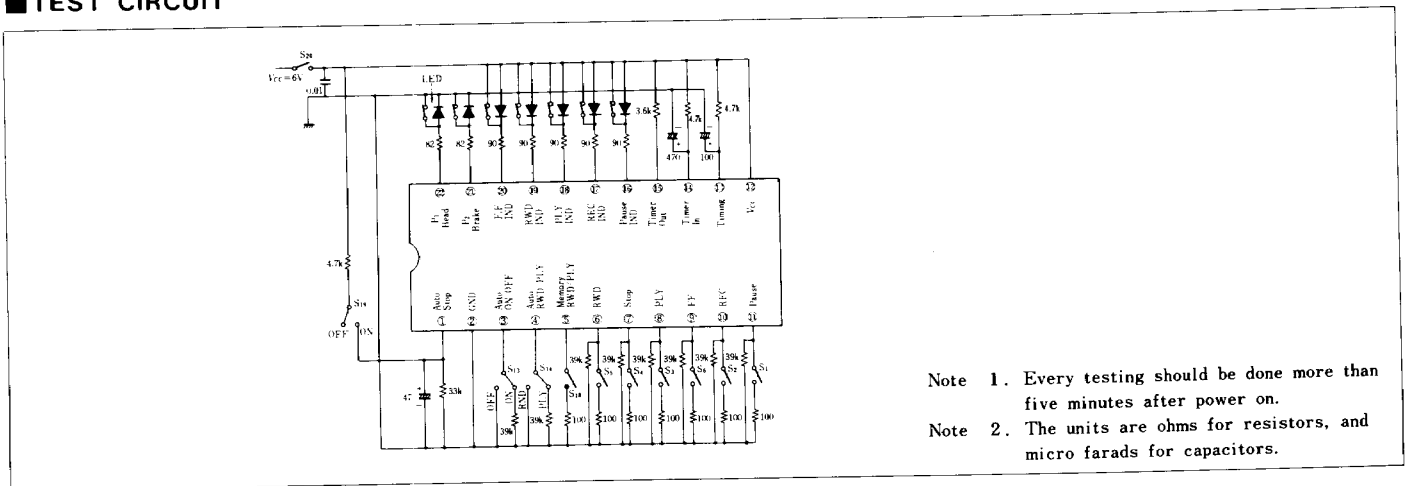 ■TEST CIRCUIT
S20
Vcc=6V
0.01
LED
82 82 90 90 90 90 90
3.6k
470
4.7k
100
4.7k
P1 Head
P2 Brake
F.F IND
RWD IND
PLY IND
REC IND
Pause IND
Timer Out
Timer In
Timing
Vcc
4.7k
OFF ON
Auto Stop
GND
Auto ON OFF
Auto RWD PLY
Memory RWD/PLY
RWD
Stop
PLY
FF
REC
Pause
47
33k
OFF
ON
S13
39k
PLY
39k
100
39k S5 100
39k S4 100
39k S3 100
39k S6 100
39k S2 100
39k S1 100
Note 1. Every testing should be done more than
five minutes after power on.
Note 2. The units are ohms for resistors, and
micro farads for capacitors.